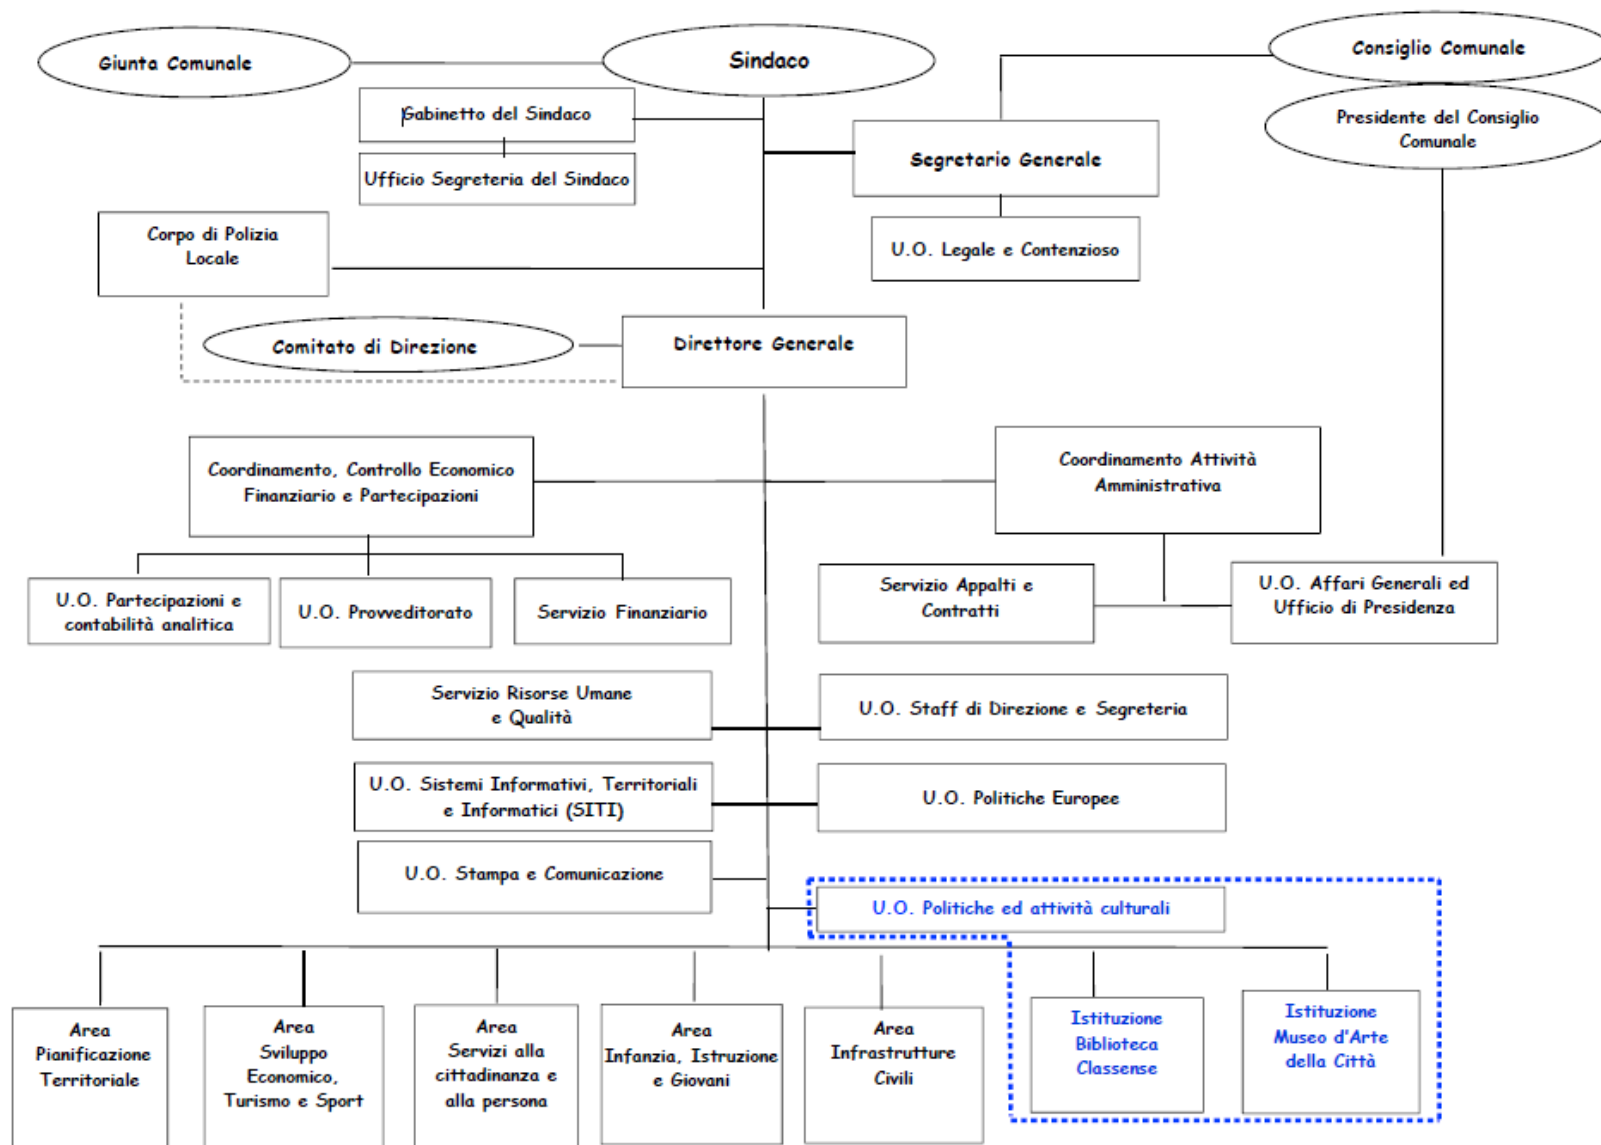 Giunta Comunale
Sindaco
Consiglio Comunale
Gabinetto del Sindaco
Presidente del Consiglio
Comunale
Segretario Generale
Ufficio Segreteria del Sindaco
Corpo di Polizia
Locale
U.O. Legale e Contenzioso
Comitato di Direzione
Direttore Generale
Coordinamento, Controllo Economico
Finanziario e Partecipazioni
Coordinamento Attività
Amministrativa
U.O. Partecipazioni e
contabilità analitica
U.O. Provveditorato
Servizio Finanziario
Servizio Appalti e
Contratti
U.O. Affari Generali ed
Ufficio di Presidenza
Servizio Risorse Umane
e Qualità
U.O. Staff di Direzione e Segreteria
U.O. Sistemi Informativi, Territoriali
e Informatici (SITI)
U.O. Politiche Europee
U.O. Stampa e Comunicazione
U.O. Politiche ed attività culturali
Area
Pianificazione
Territoriale
Area
Sviluppo
Economico,
Turismo e Sport
Area
Servizi alla
cittadinanza e
alla persona
Area
Infanzia, Istruzione
e Giovani
Area
Infrastrutture
Civili
Istituzione
Biblioteca
Classense
Istituzione
Museo d'Arte
della Città